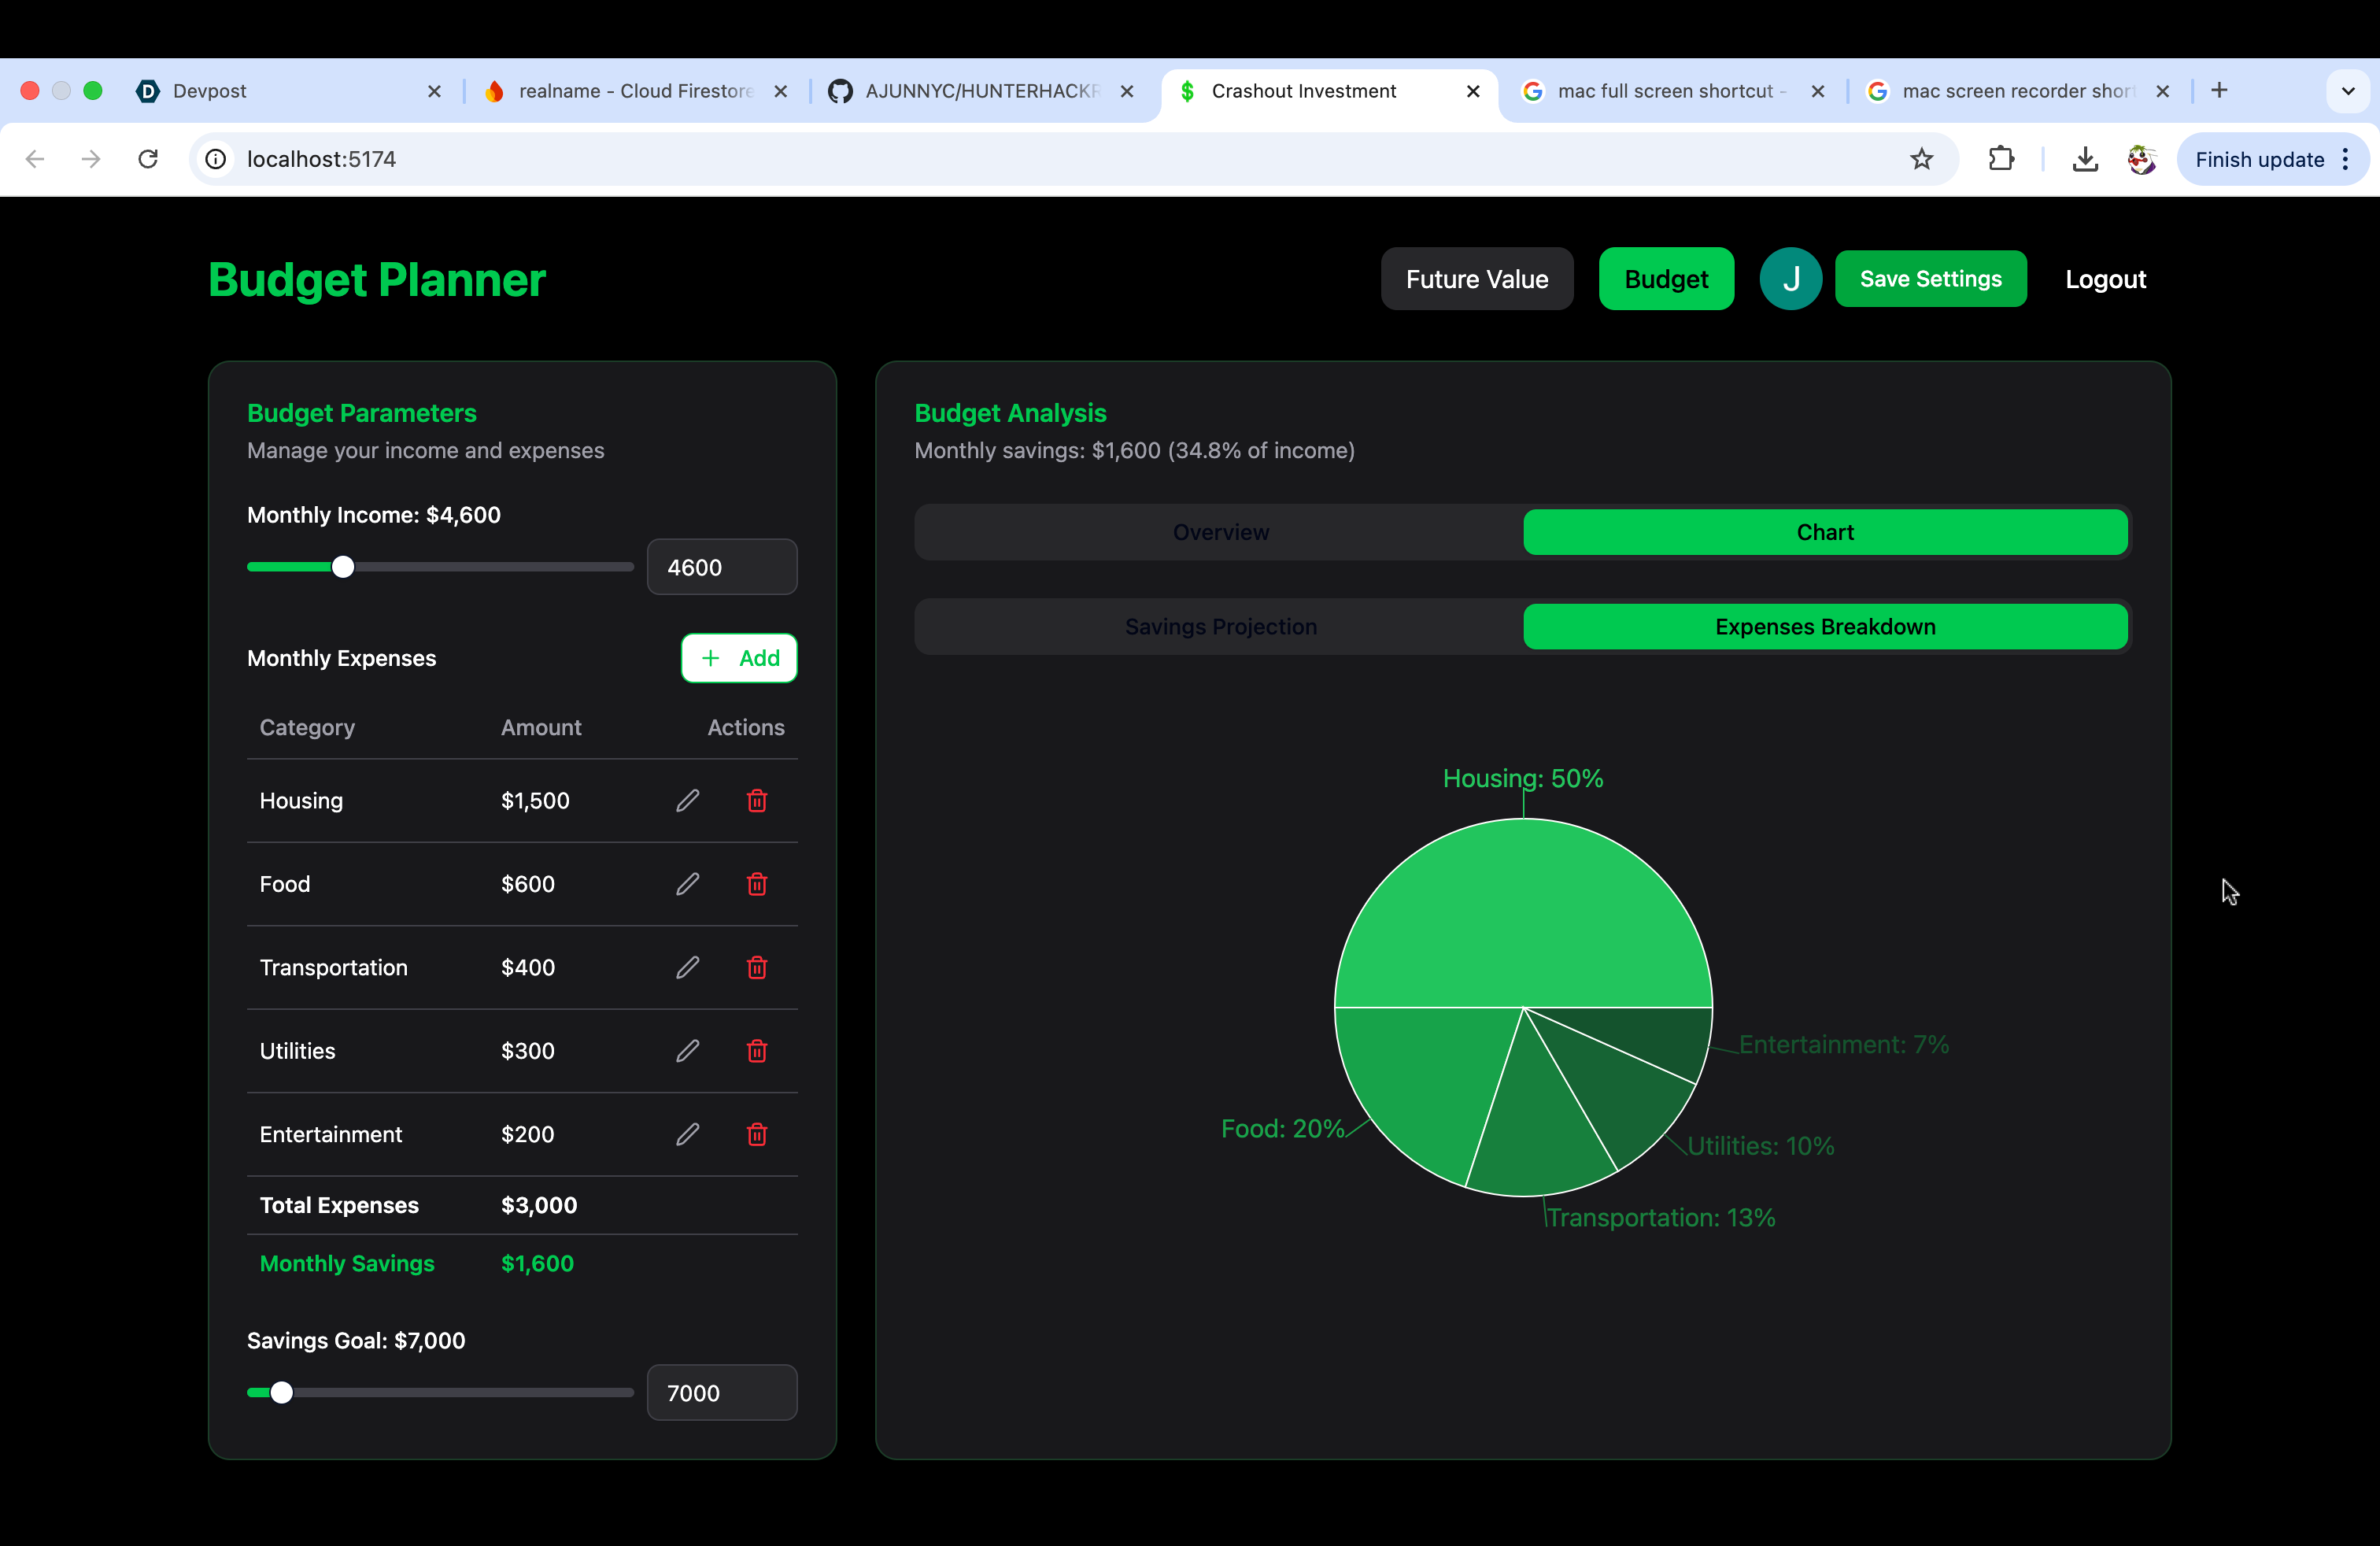 Devpost
realname - Cloud Firestore
AJUNNYC/HUNTERHACKR
Crashout Investment
mac full screen shortcut -
mac screen recorder short
localhost:5174
Finish update
Budget Planner
Future Value
Budget
J
Save Settings
Logout
Budget Parameters
Manage your income and expenses
Monthly Income: $4,600
4600
Monthly Expenses
+ Add
Category Amount Actions
Housing $1,500
Food $600
Transportation $400
Utilities $300
Entertainment $200
Total Expenses $3,000
Monthly Savings $1,600
Savings Goal: $7,000
7000
Budget Analysis
Monthly savings: $1,600 (34.8% of income)
Overview Chart
Savings Projection Expenses Breakdown
Housing: 50%
Entertainment: 7%
Food: 20%
Utilities: 10%
Transportation: 13%